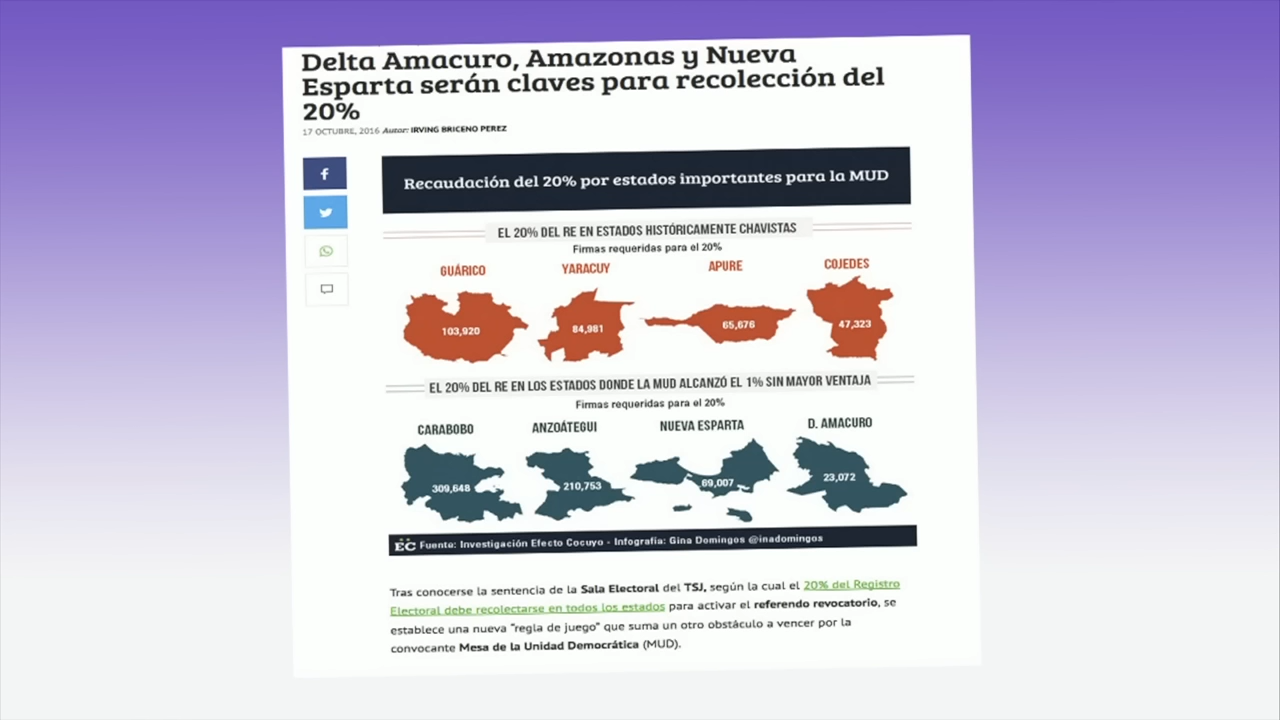 Delta Amacuro, Amazonas y Nueva
Esparta serán claves para recolección del
20%
17 OCTUBRE, 2016 Autor: IRVING BRICENO PEREZ
Recaudación del 20% por estados importantes para la MUD
EL 20% DEL RE EN ESTADOS HISTÓRICAMENTE CHAVISTAS
Firmas requeridas para el 20%
GUÁRICO YARACUY APURE COJEDES
103,920 84,981 65,676 47,323
EL 20% DEL RE EN LOS ESTADOS DONDE LA MUD ALCANZÓ EL 1% SIN MAYOR VENTAJA
Firmas requeridas para el 20%
CARABOBO ANZOÁTEGUI NUEVA ESPARTA D. AMACURO
309,648 210,753 69,007 23,072
EC Fuente: Investigación Efecto Cocuyo - Infografía: Gina Domingos @inadomingos
Tras conocerse la sentencia de la Sala Electoral del TSJ, según la cual el 20% del Registro
Electoral debe recolectarse en todos los estados para activar el referendo revocatorio, se
establece una nueva "regla de juego" que suma un otro obstáculo a vencer por la
convocante Mesa de la Unidad Democrática (MUD).